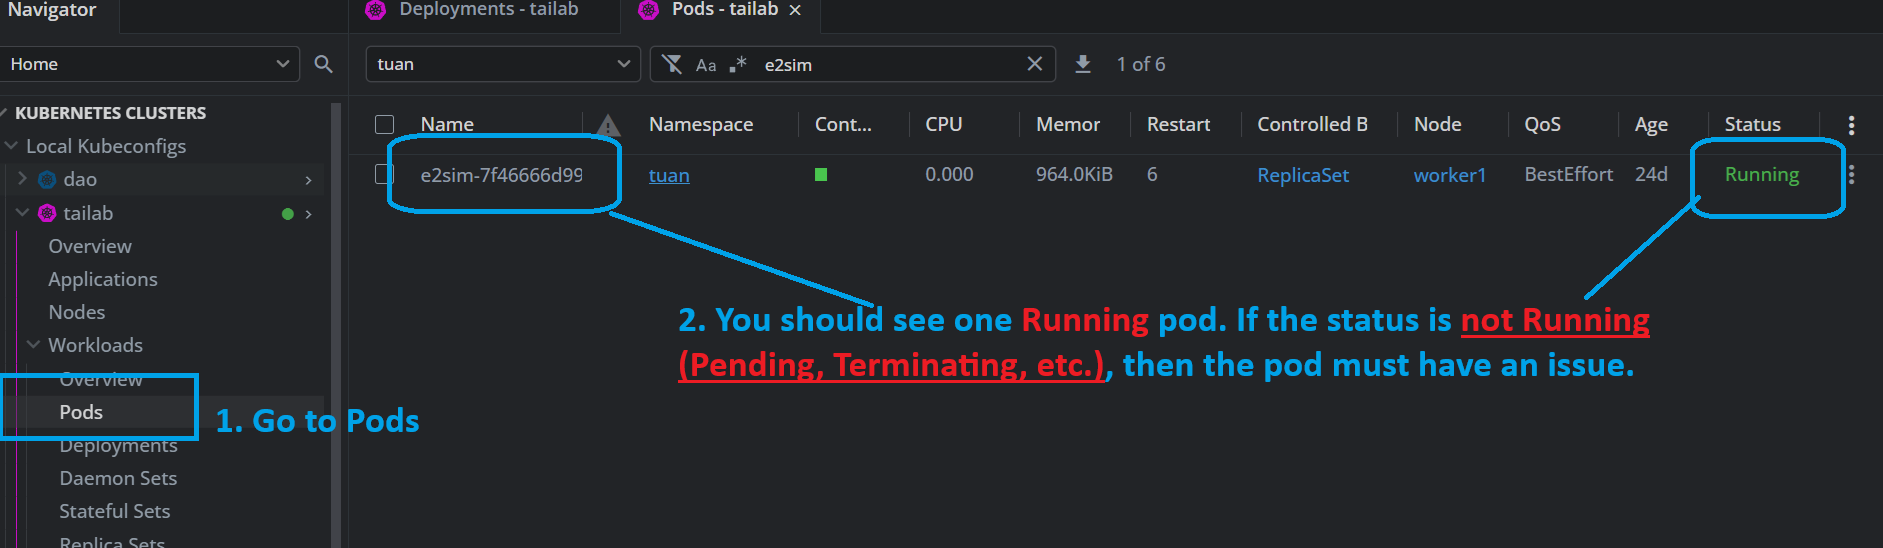 Navigator
Deployments - tailab
Pods - tailab
Home
tuan
Aa
.*
e2sim
1 of 6
KUBERNETES CLUSTERS
Local Kubeconfigs
dao
tailab
Overview
Applications
Nodes
Workloads
Overview
Pods
Deployments
Daemon Sets
Stateful Sets
Replica Sets
Name Namespace Cont... CPU Memor Restart Controlled B Node QoS Age Status
e2sim-7f46666d99 tuan 0.000 964.0KiB 6 ReplicaSet worker1 BestEffort 24d Running
1. Go to Pods
2. You should see one Running pod. If the status is not Running
(Pending, Terminating, etc.), then the pod must have an issue.